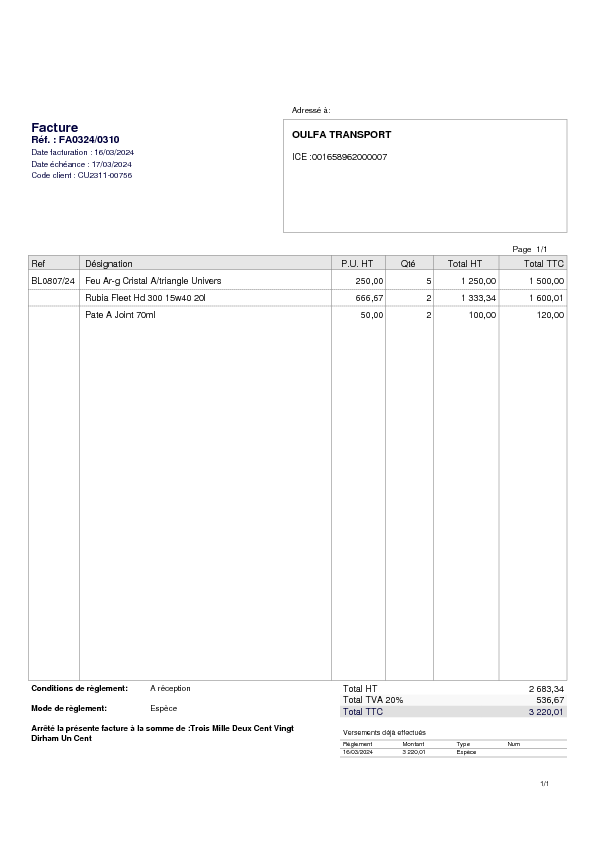 Adressé à:
Facture
Réf. : FA0324/0310
Date facturation : 16/03/2024
Date échéance : 17/03/2024
Code client : CU2311-00756
OULFA TRANSPORT
ICE :001658962000007
Page 1/1
Ref Désignation P.U. HT Qté Total HT Total TTC
BL0807/24 Feu Ar-g Cristal A/triangle Univers 250,00 5 1 250,00 1 500,00
Rubia Fleet Hd 300 15w40 20l 666,67 2 1 333,34 1 600,01
Pate A Joint 70ml 50,00 2 100,00 120,00
Conditions de règlement: A réception
Mode de règlement: Espèce
Arrêté la présente facture à la somme de :Trois Mille Deux Cent Vingt
Dirham Un Cent
Total HT 2 683,34
Total TVA 20% 536,67
Total TTC 3 220,01
Versements déjà effectués
Règlement Montant Type Num
16/03/2024 3 220,01 Espèce
1/1